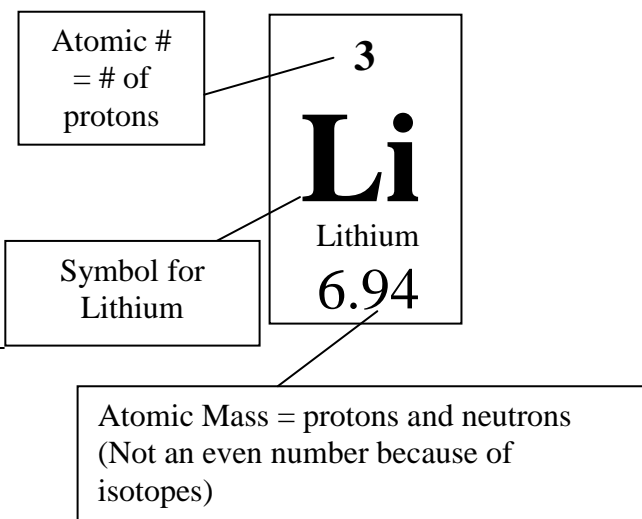 Atomic #
= # of
protons
3
Li
Lithium
6.94
Symbol for
Lithium
Atomic Mass = protons and neutrons
(Not an even number because of
isotopes)